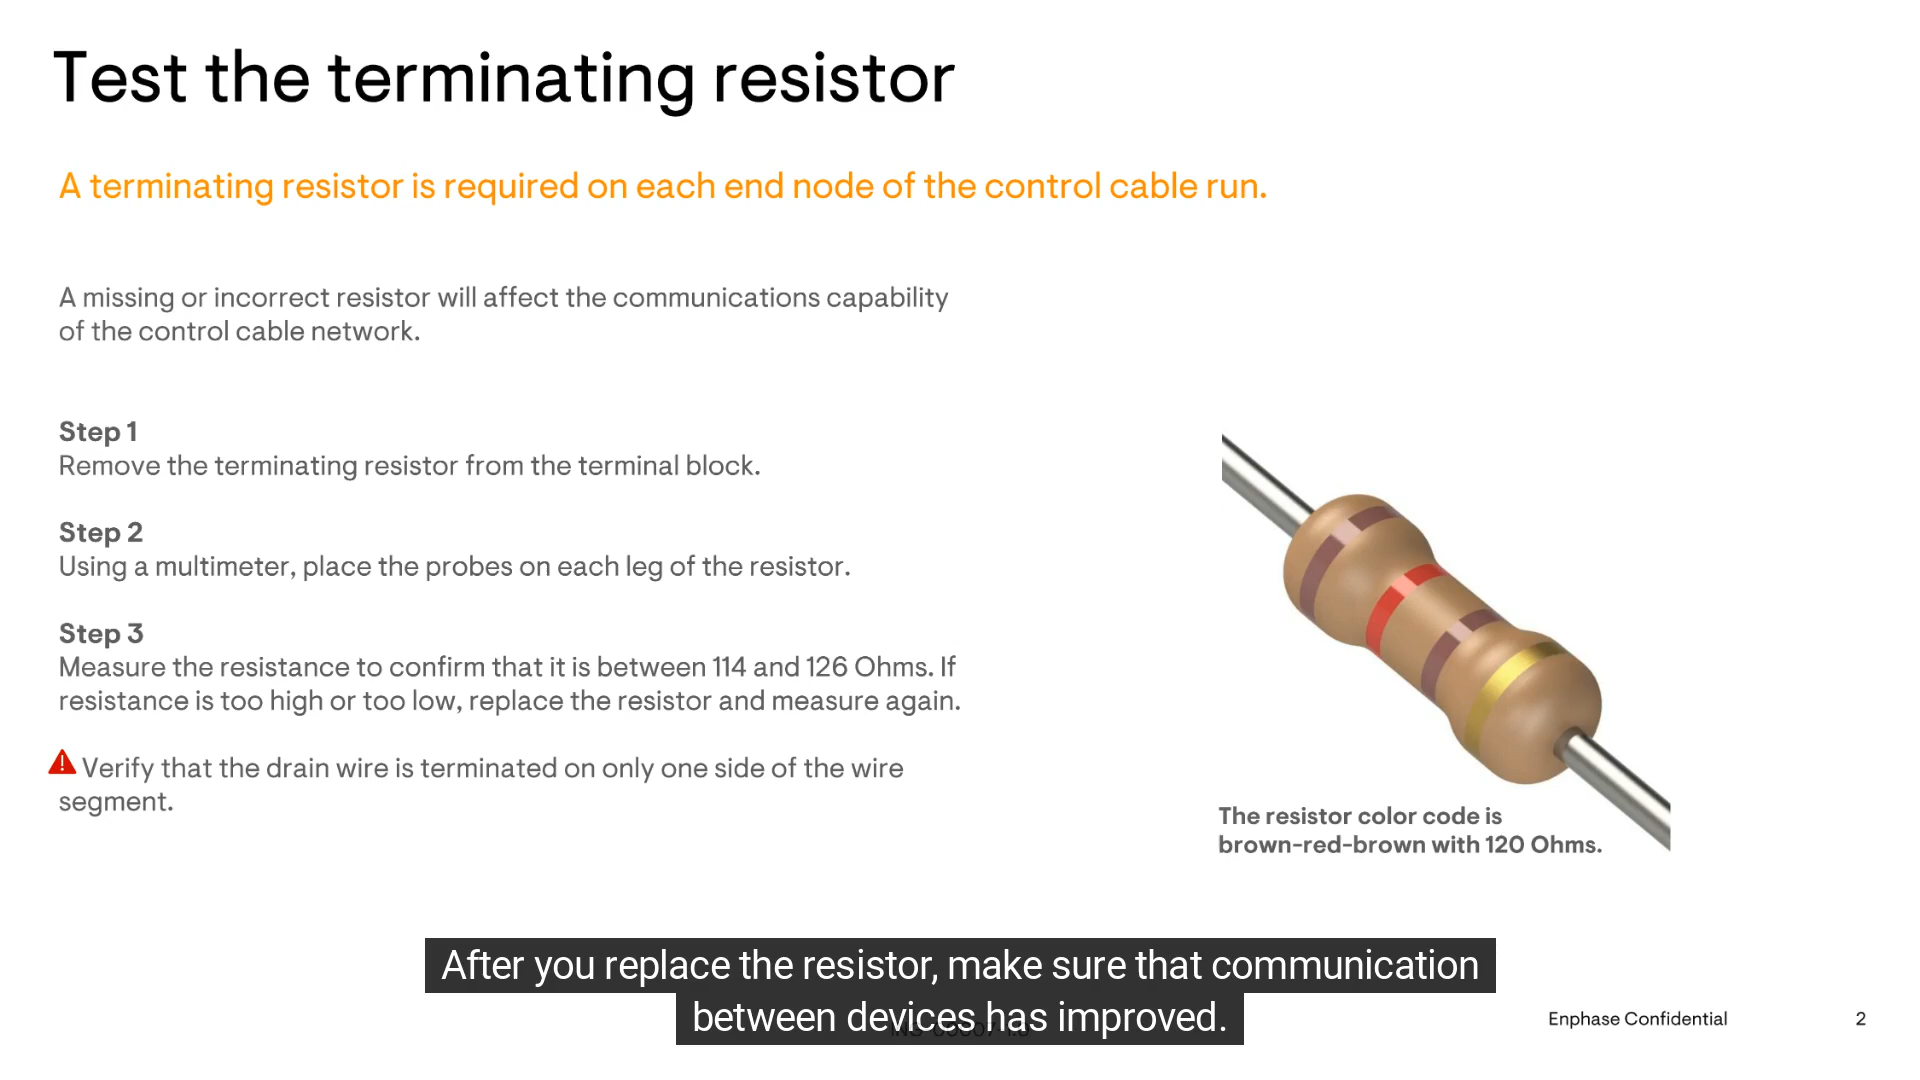 Test the terminating resistor
A terminating resistor is required on each end node of the control cable run.
A missing or incorrect resistor will affect the communications capability
of the control cable network.
Step 1
Remove the terminating resistor from the terminal block.
Step 2
Using a multimeter, place the probes on each leg of the resistor.
Step 3
Measure the resistance to confirm that it is between 114 and 126 Ohms. If
resistance is too high or too low, replace the resistor and measure again.
Verify that the drain wire is terminated on only one side of the wire
segment.
The resistor color code is
brown-red-brown with 120 Ohms.
After you replace the resistor, make sure that communication
between devices has improved.
Enphase Confidential
2